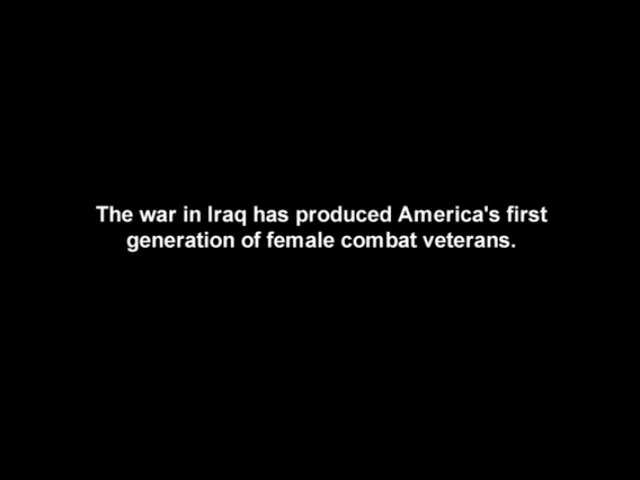 The war in Iraq has produced America's first
generation of female combat veterans.